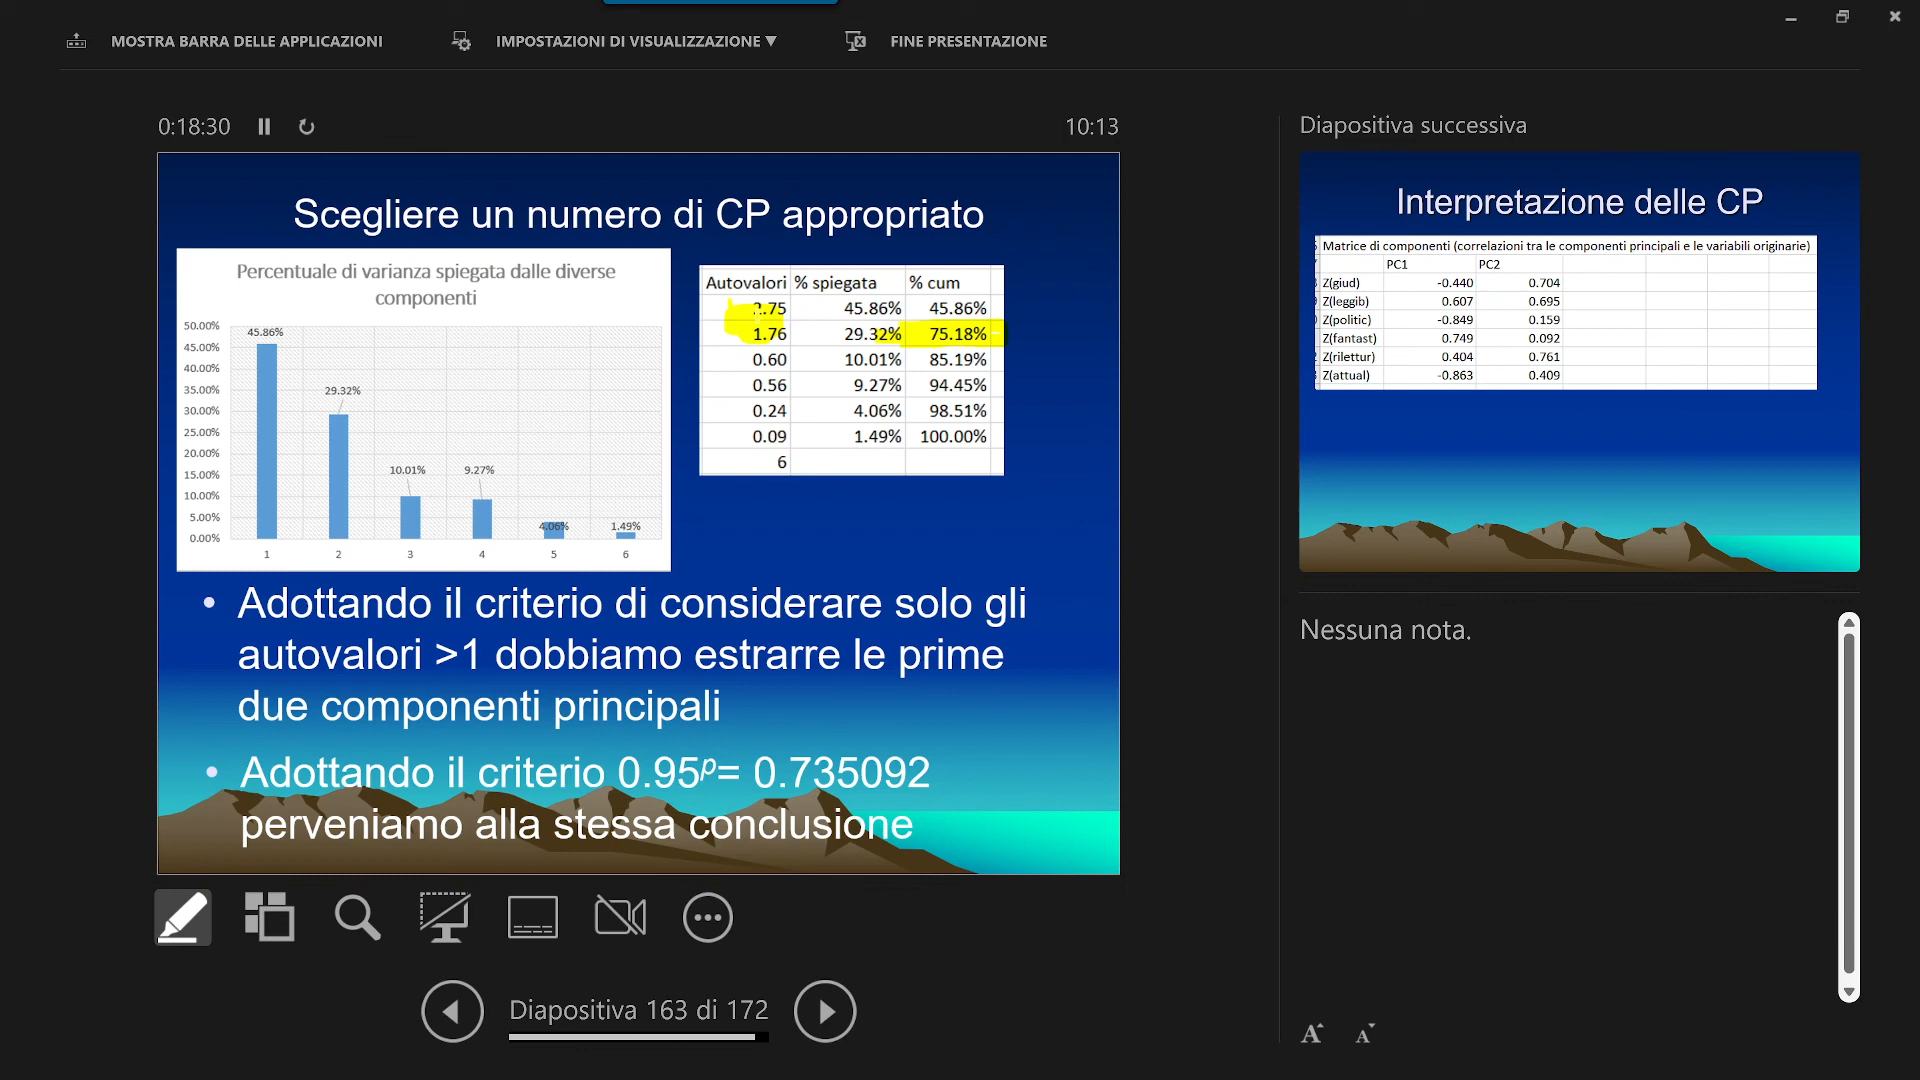 MOSTRA BARRA DELLE APPLICAZIONI
IMPOSTAZIONI DI VISUALIZZAZIONE ▼
FINE PRESENTAZIONE
0:18:30
10:13
Scegliere un numero di CP appropriato
Percentuale di varianza spiegata dalle diverse
componenti
50.00%
45.00%
40.00%
35.00%
30.00%
25.00%
20.00%
15.00%
10.00%
5.00%
0.00%
45.86%
29.32%
10.01%
9.27%
4.06%
1.49%
1 2 3 4 5 6
Autovalori % spiegata % cum
2.75 45.86% 45.86%
1.76 29.32% 75.18%
0.60 10.01% 85.19%
0.56 9.27% 94.45%
0.24 4.06% 98.51%
0.09 1.49% 100.00%
6
• Adottando il criterio di considerare solo gli
autovalori >1 dobbiamo estrarre le prime
due componenti principali
• Adottando il criterio 0.95ᵖ= 0.735092
perveniamo alla stessa conclusione
Diapositiva 163 di 172
Diapositiva successiva
Interpretazione delle CP
Matrice di componenti (correlazioni tra le componenti principali e le variabili originarie)
PC1 PC2
Z(giud) -0.440 0.704
Z(leggib) 0.607 0.695
Z(politic) -0.849 0.159
Z(fantast) 0.749 0.092
Z(rilettur) 0.404 0.761
Z(attual) -0.863 0.409
Nessuna nota.
A A